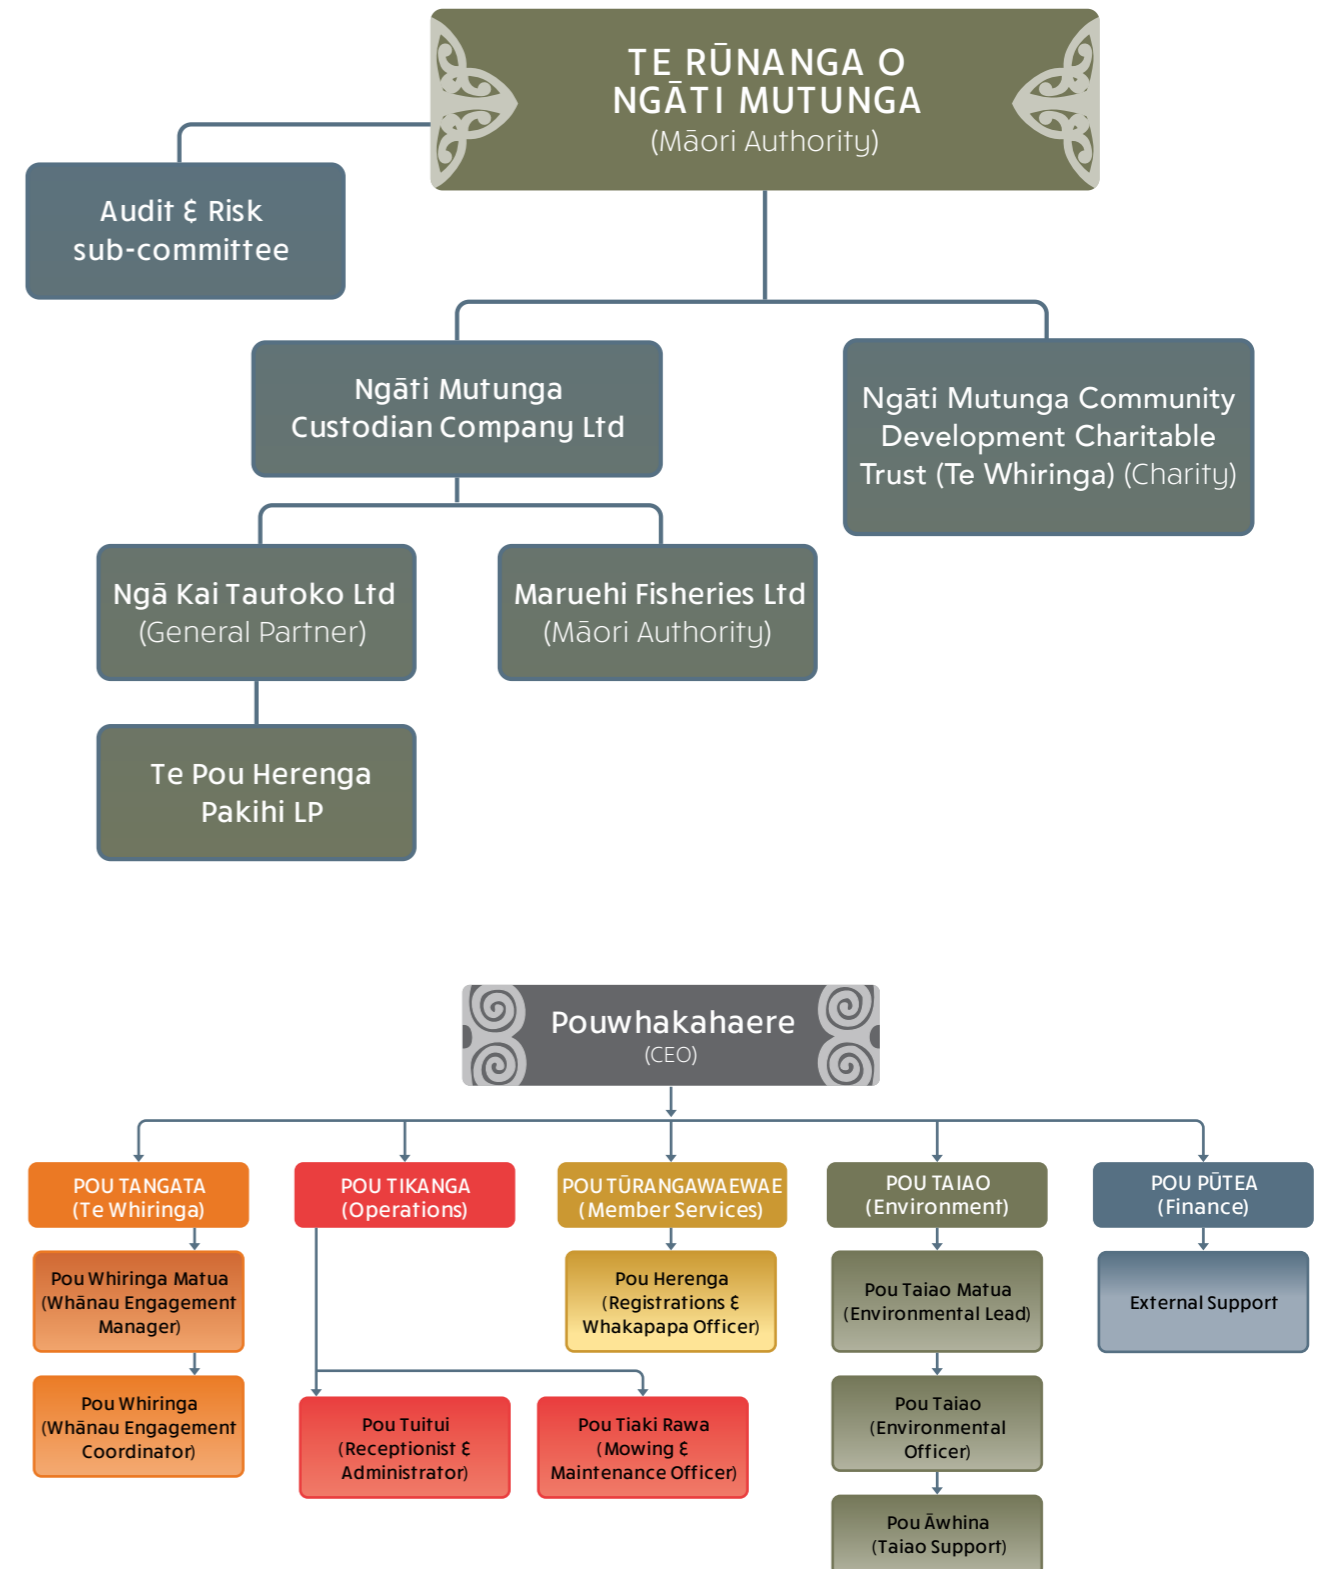 TE RŪNANGA O
NGĀTI MUTUNGA
(Māori Authority)
Audit & Risk
sub-committee
Ngāti Mutunga
Custodian Company Ltd
Ngāti Mutunga Community
Development Charitable
Trust (Te Whiringa) (Charity)
Ngā Kai Tautoko Ltd
(General Partner)
Maruehi Fisheries Ltd
(Māori Authority)
Te Pou Herenga
Pakihi LP
Pouwhakahaere
(CEO)
POU TANGATA
(Te Whiringa)
POU TIKANGA
(Operations)
POU TŪRANGAWAEWAE
(Member Services)
POU TAIAO
(Environment)
POU PŪTEA
(Finance)
Pou Whiringa Matua
(Whānau Engagement
Manager)
Pou Herenga
(Registrations &
Whakapapa Officer)
Pou Taiao Matua
(Environmental Lead)
External Support
Pou Whiringa
(Whānau Engagement
Coordinator)
Pou Tuitui
(Receptionist &
Administrator)
Pou Tiaki Rawa
(Mowing &
Maintenance Officer)
Pou Taiao
(Environmental
Officer)
Pou Āwhina
(Taiao Support)